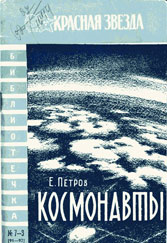 КРАСНАЯ ЗВЕЗДА
БИБЛИОТЕЧКА
Е. ПЕТРОВ
КОСМОНАВТЫ